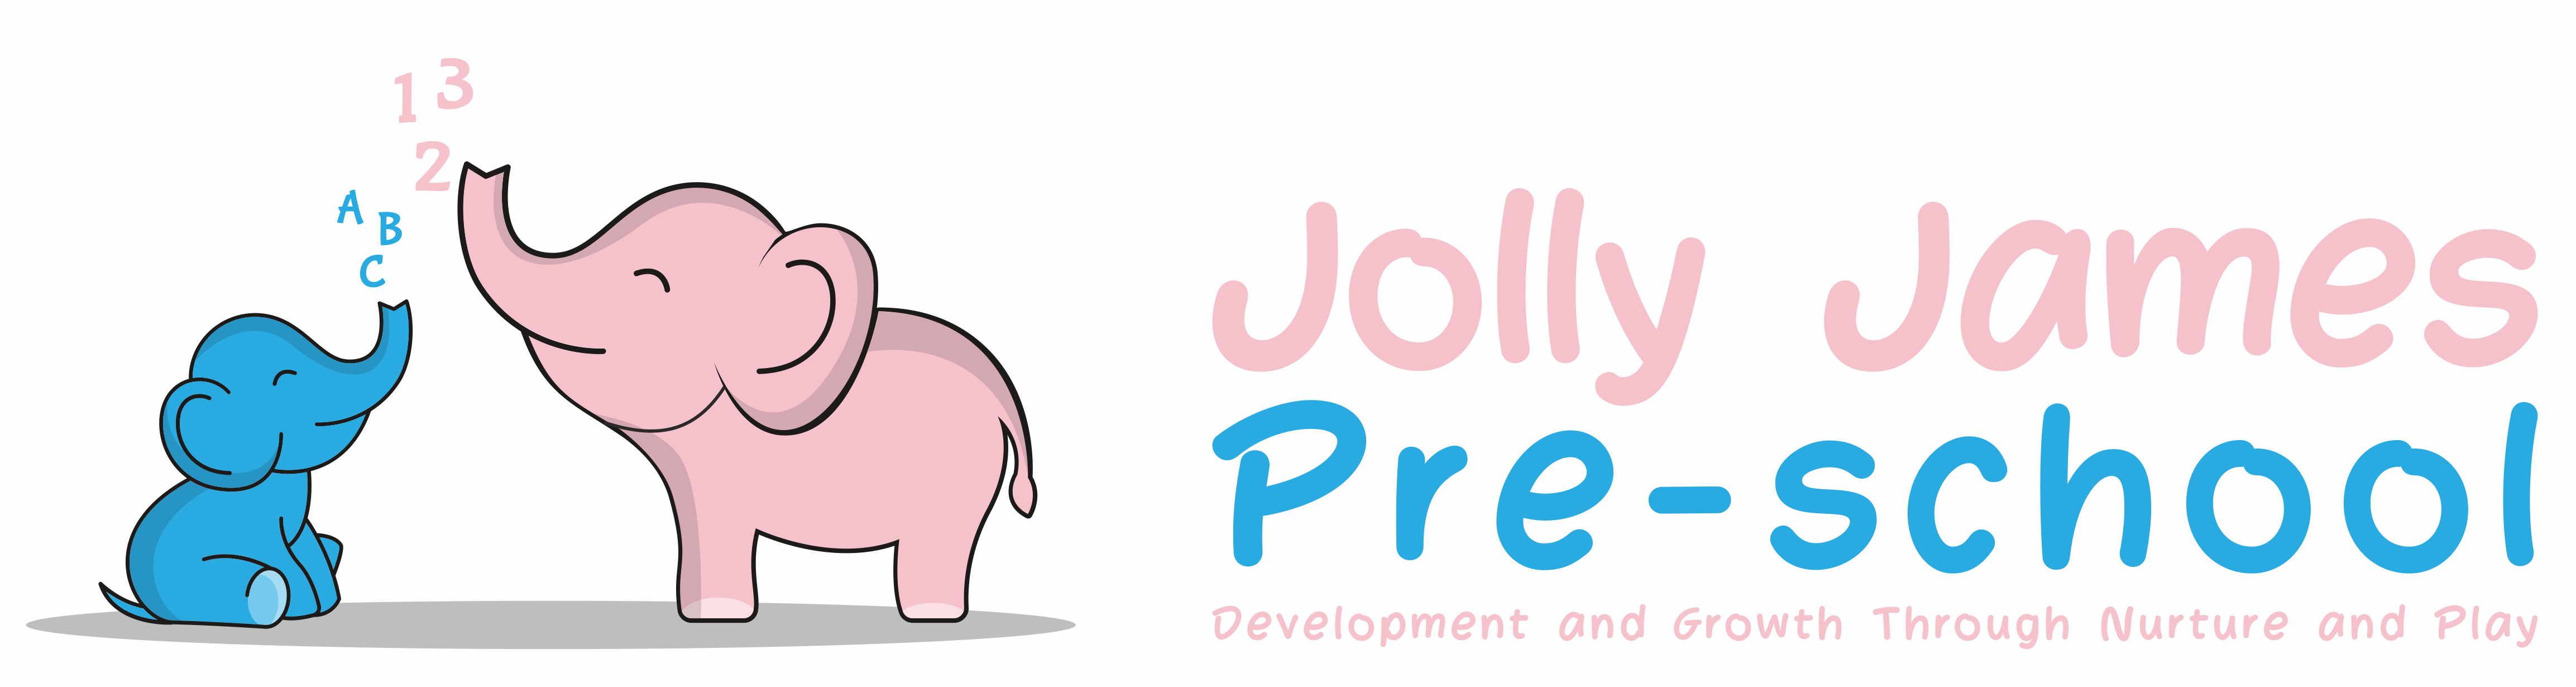 1 3
2
A B
C
Jolly James
Pre-school
Development and Growth Through Nurture and Play